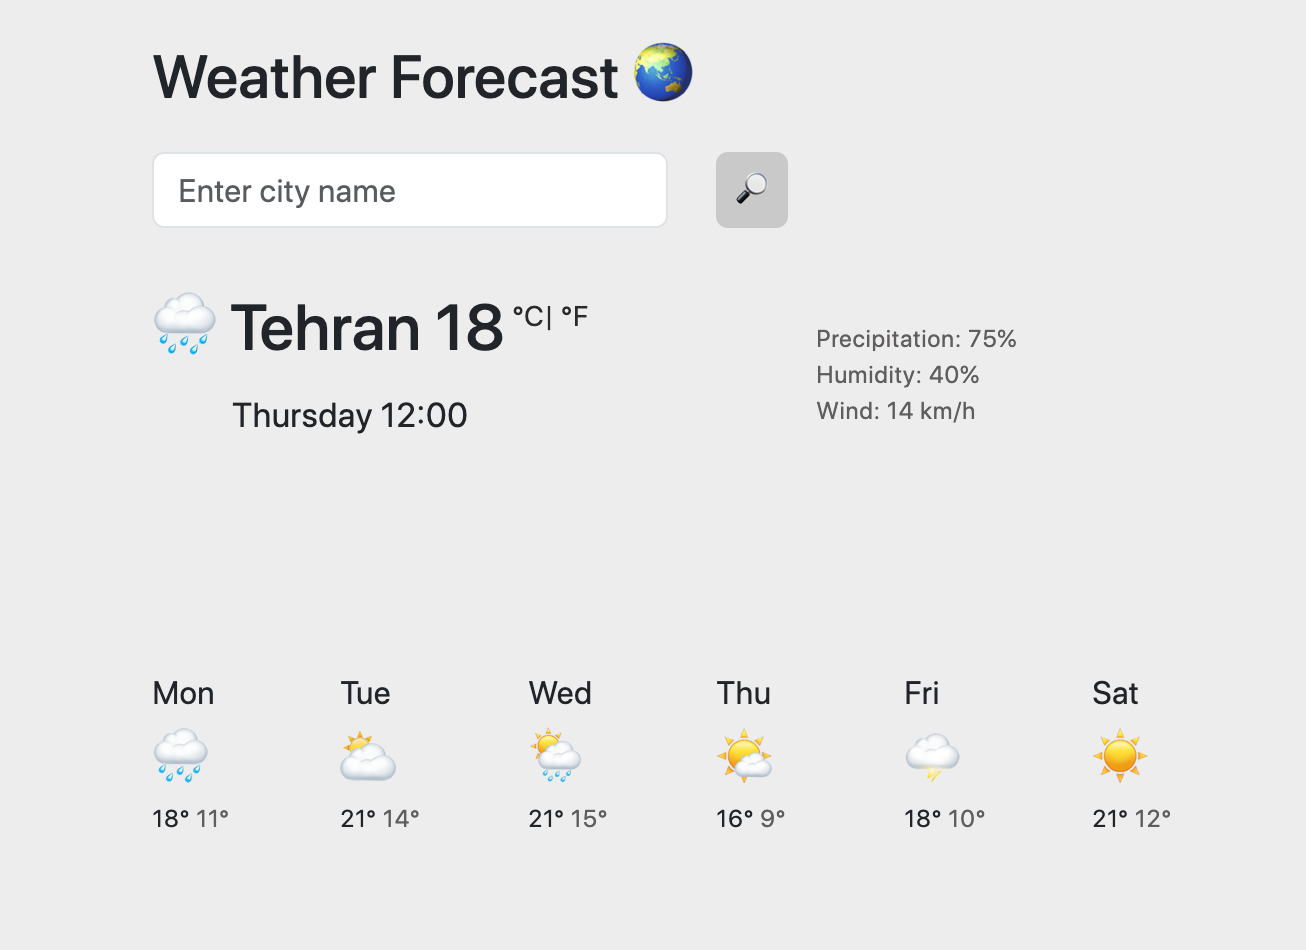 Weather Forecast
Enter city name
Tehran 18 °C| °F
Thursday 12:00
Precipitation: 75%
Humidity: 40%
Wind: 14 km/h
Mon Tue Wed Thu Fri Sat
18° 11° 21° 14° 21° 15° 16° 9° 18° 10° 21° 12°